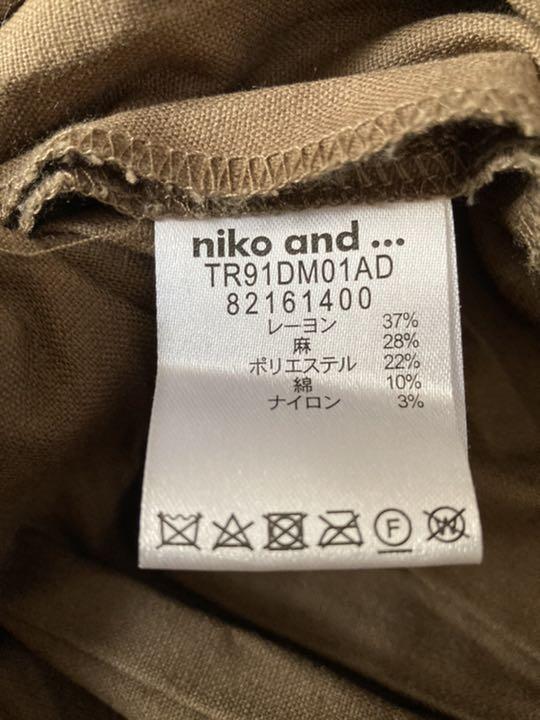 niko and ...
TR91DM01AD
82161400
レーヨン 37%
麻 28%
ポリエステル 22%
綿 10%
ナイロン 3%
F W